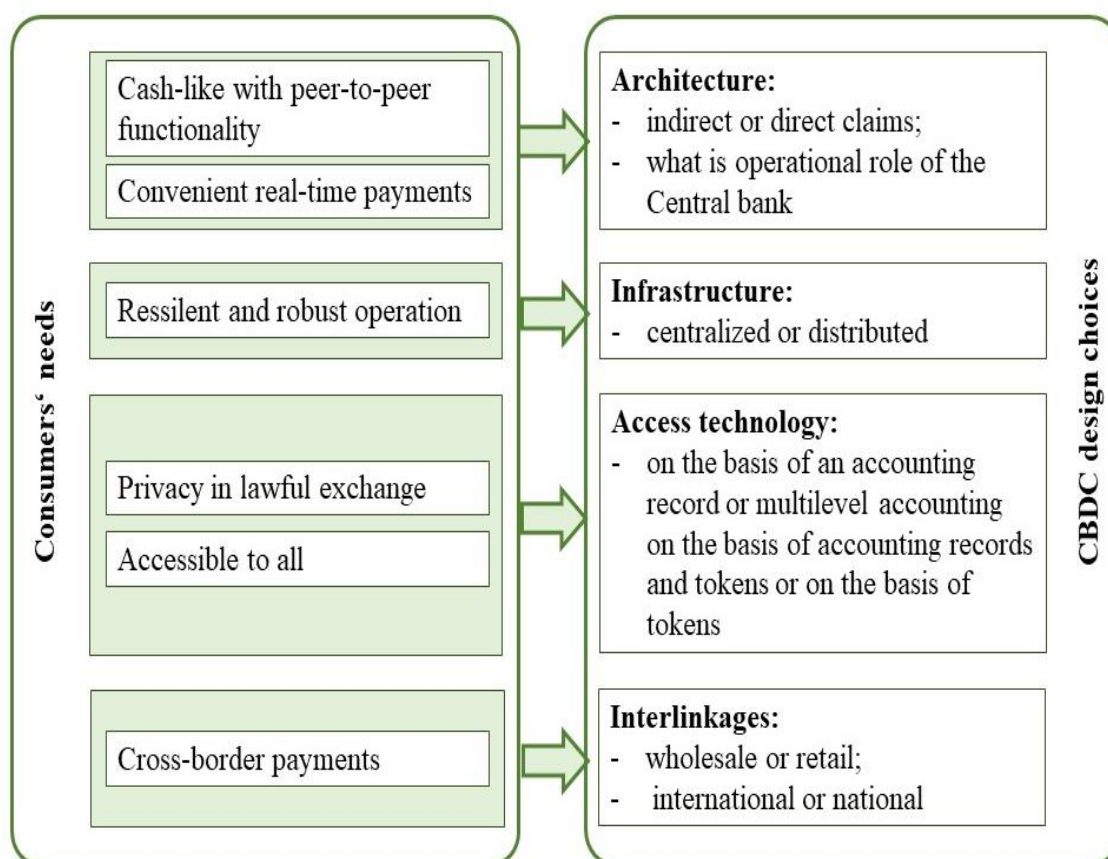 Consumers‘ needs
Cash-like with peer-to-peer
functionality
Convenient real-time payments
Ressilent and robust operation
Privacy in lawful exchange
Accessible to all
Cross-border payments
Architecture:
- indirect or direct claims;
- what is operational role of the
Central bank
Infrastructure:
- centralized or distributed
Access technology:
- on the basis of an accounting
record or multilevel accounting
on the basis of accounting records
and tokens or on the basis of
tokens
Interlinkages:
- wholesale or retail;
- international or national
CBDC design choices